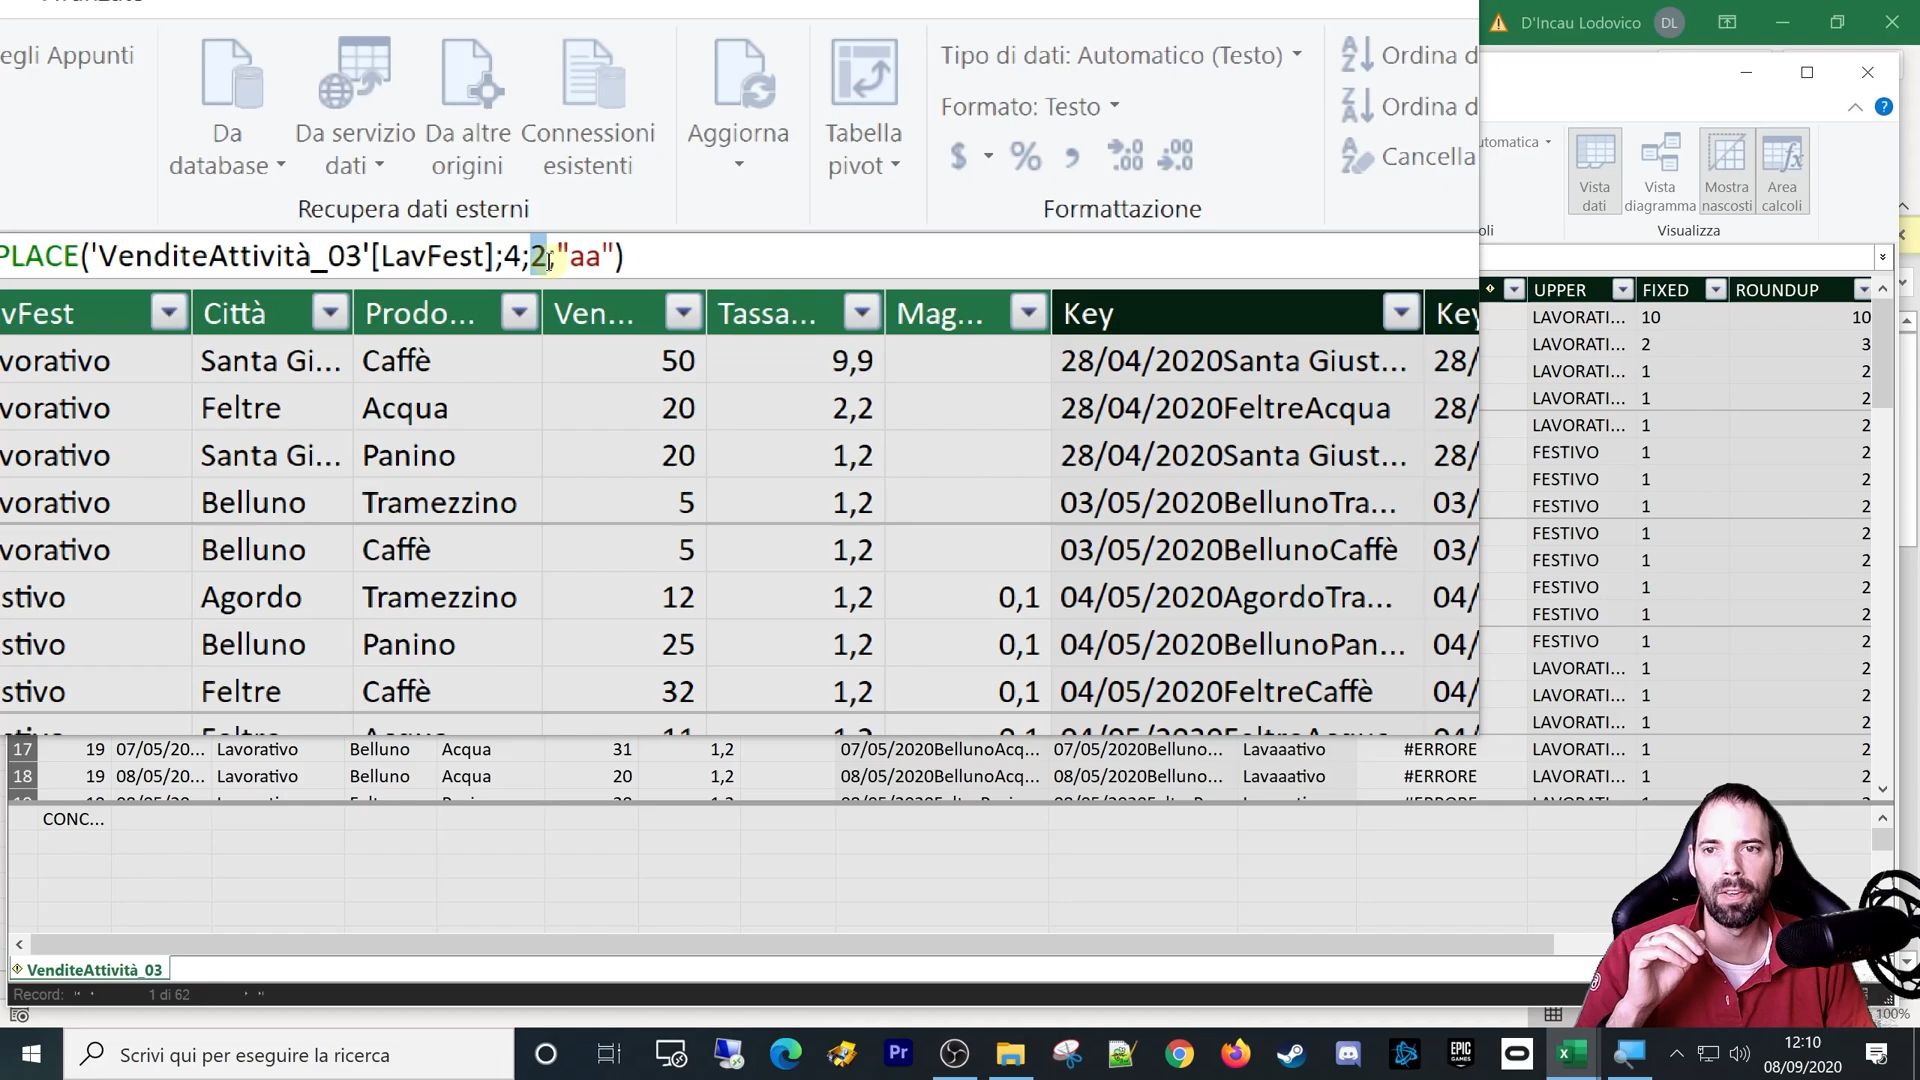 D'Incau Lodovico DL
egli Appunti
Da database
Da servizio dati
Da altre origini
Connessioni esistenti
Recupera dati esterni
Aggiorna
Tabella pivot
Tipo di dati: Automatico (Testo)
Formato: Testo
$ % ,
Formattazione
Ordina d
Ordina d
Cancella
utomatica
Vista dati
Vista diagramma
Mostra nascosti
Area calcoli
oli
Visualizza
PLACE('VenditeAttività_03'[LavFest];4;2;"aa")
vFest Città Prodo... Ven... Tassa... Mag... Key Key
vorativo Santa Gi... Caffè 50 9,9 28/04/2020Santa Giust... 28/
vorativo Feltre Acqua 20 2,2 28/04/2020FeltreAcqua 28/
vorativo Santa Gi... Panino 20 1,2 28/04/2020Santa Giust... 28/
vorativo Belluno Tramezzino 5 1,2 03/05/2020BellunoTra... 03/
vorativo Belluno Caffè 5 1,2 03/05/2020BellunoCaffè 03/
stivo Agordo Tramezzino 12 1,2 0,1 04/05/2020AgordoTra... 04/
stivo Belluno Panino 25 1,2 0,1 04/05/2020BellunoPan... 04/
stivo Feltre Caffè 32 1,2 0,1 04/05/2020FeltreCaffè 04/
UPPER FIXED ROUNDUP
LAVORATI... 10 10
LAVORATI... 2 3
LAVORATI... 1 2
LAVORATI... 1 2
LAVORATI... 1 2
FESTIVO 1 2
FESTIVO 1 2
FESTIVO 1 2
FESTIVO 1 2
FESTIVO 1 2
FESTIVO 1 2
FESTIVO 1 2
FESTIVO 1 2
LAVORATI... 1 2
LAVORATI... 1 2
LAVORATI... 1 2
17 19 07/05/20... Lavorativo Belluno Acqua 31 1,2 07/05/2020BellunoAcq... 07/05/2020Belluno... Lavaaativo #ERRORE LAVORATI... 1 2
18 19 08/05/20... Lavorativo Belluno Acqua 20 1,2 08/05/2020BellunoAcq... 08/05/2020Belluno... Lavaaativo #ERRORE LAVORATI... 1 2
CONC...
VenditeAttività_03
Record: 1 di 62
100%
Scrivi qui per eseguire la ricerca
Pr
EPIC GAMES
12:10
08/09/2020